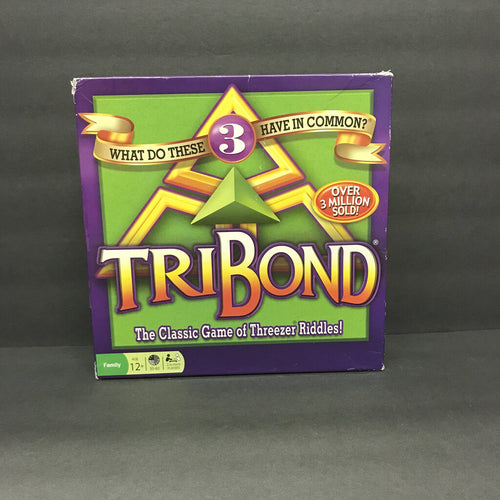 WHAT DO THESE 3 HAVE IN COMMON?
OVER
3 MILLION
SOLD!
TRIBOND®
The Classic Game of Threezer Riddles!
Family
12+